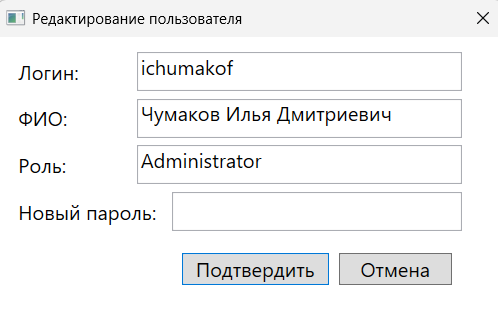 Редактирование пользователя
Логин: ichumakof
ФИО: Чумаков Илья Дмитриевич
Роль: Administrator
Новый пароль:
Подтвердить Отмена